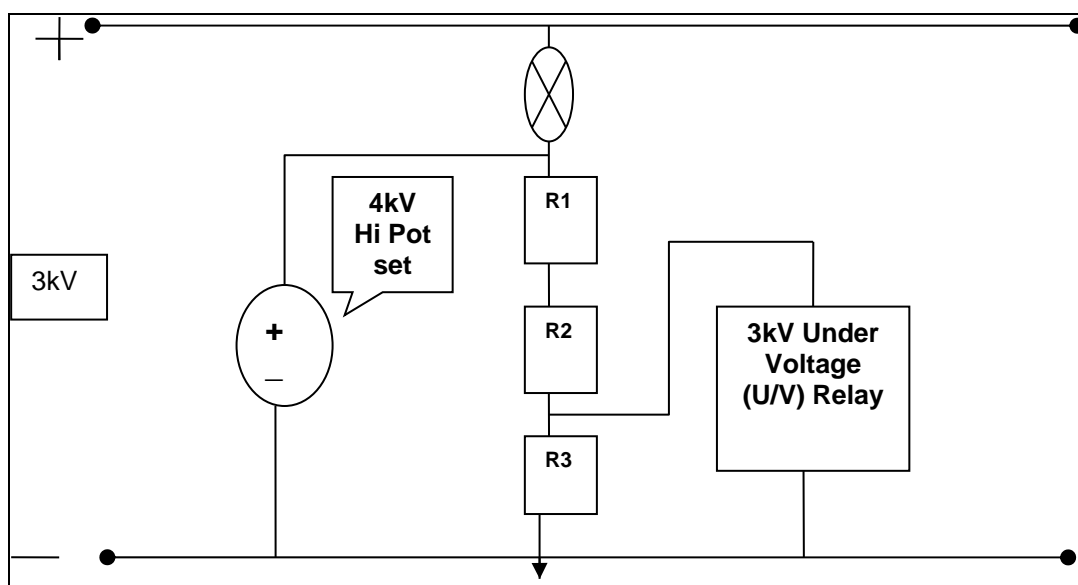 +
4kV
Hi Pot
set
R1
3kV
R2
+
_
3kV Under
Voltage
(U/V) Relay
R3